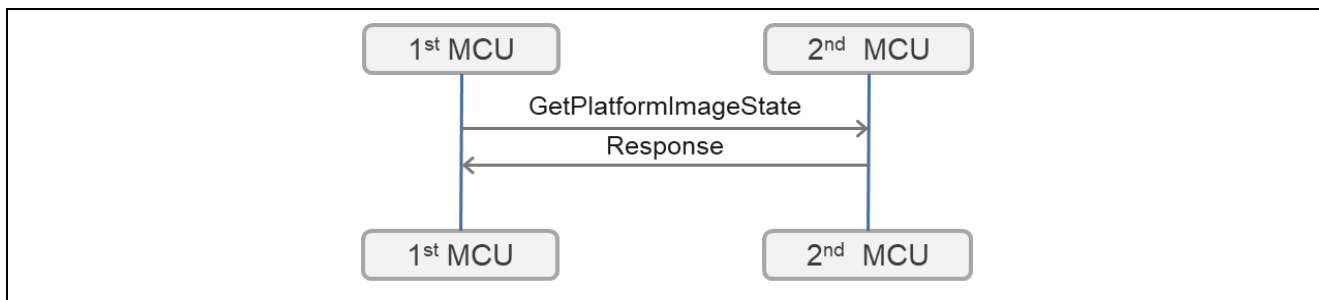 1st MCU 2nd MCU
GetPlatformImageState
Response
1st MCU 2nd MCU